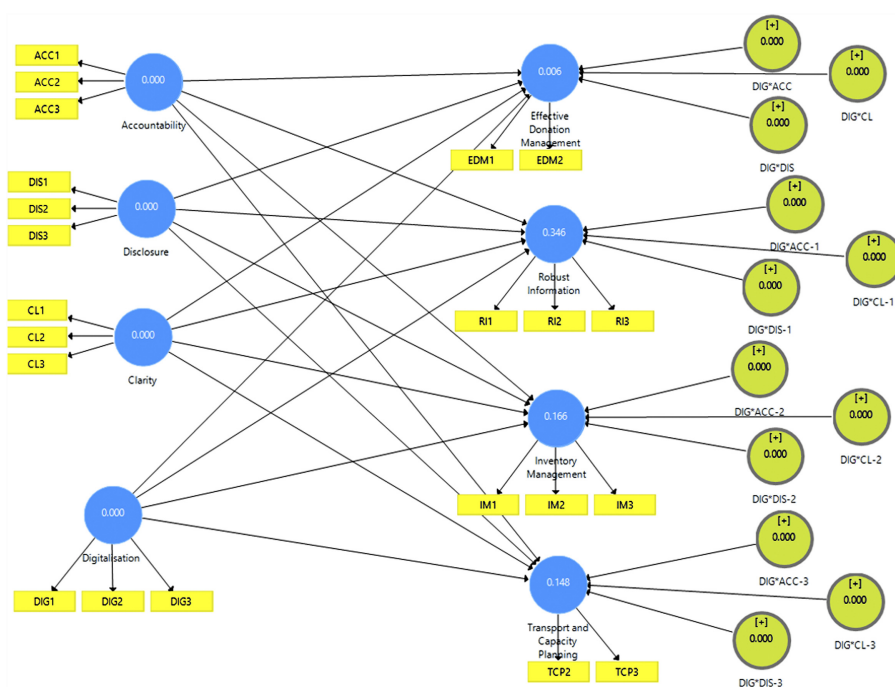 ACC1
ACC2
ACC3
0.000
Accountability
DIS1
DIS2
DIS3
0.000
Disclosure
CL1
CL2
CL3
0.000
Clarity
0.000
Digitalisation
DIG1
DIG2
DIG3
0.006
Effective
Donation
Management
EDM1
EDM2
0.346
Robust
Information
RI1
RI2
RI3
0.166
Inventory
Management
IM1
IM2
IM3
0.148
Transport and
Capacity
Planning
TCP2
TCP3
[+]
0.000
DIG*ACC
[+]
0.000
DIG*CL
[+]
0.000
DIG*DIS
[+]
0.000
DIG*ACC-1
[+]
0.000
DIG*CL-1
[+]
0.000
DIG*DIS-1
[+]
0.000
DIG*ACC-2
[+]
0.000
DIG*CL-2
[+]
0.000
DIG*DIS-2
[+]
0.000
DIG*ACC-3
[+]
0.000
DIG*CL-3
[+]
0.000
DIG*DIS-3